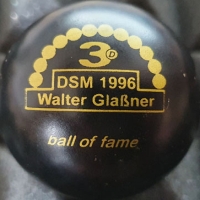 3D
DSM 1996
Walter Glaßner
ball of fame